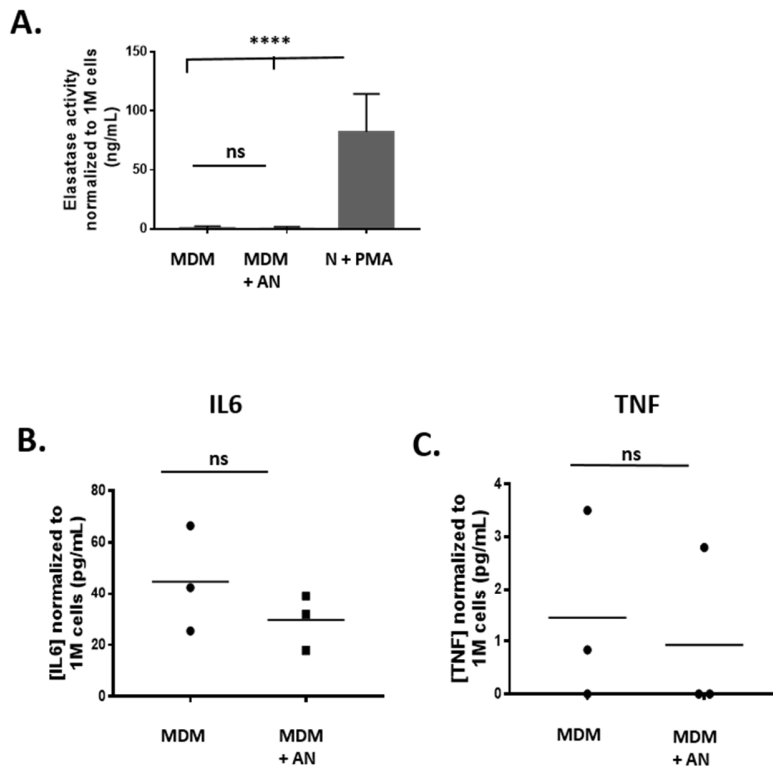 A.
****
Elasatase activity
normalized to 1M cells
(ng/mL)
150
100
50
0
ns
MDM
MDM
+ AN
N + PMA
IL6
B.
ns
[IL6] normalized to
1M cells (pg/mL)
80
60
40
20
0
MDM
MDM
+ AN
TNF
C.
ns
[TNF] normalized to
1M cells (pg/mL)
4
3
2
1
0
MDM
MDM
+ AN